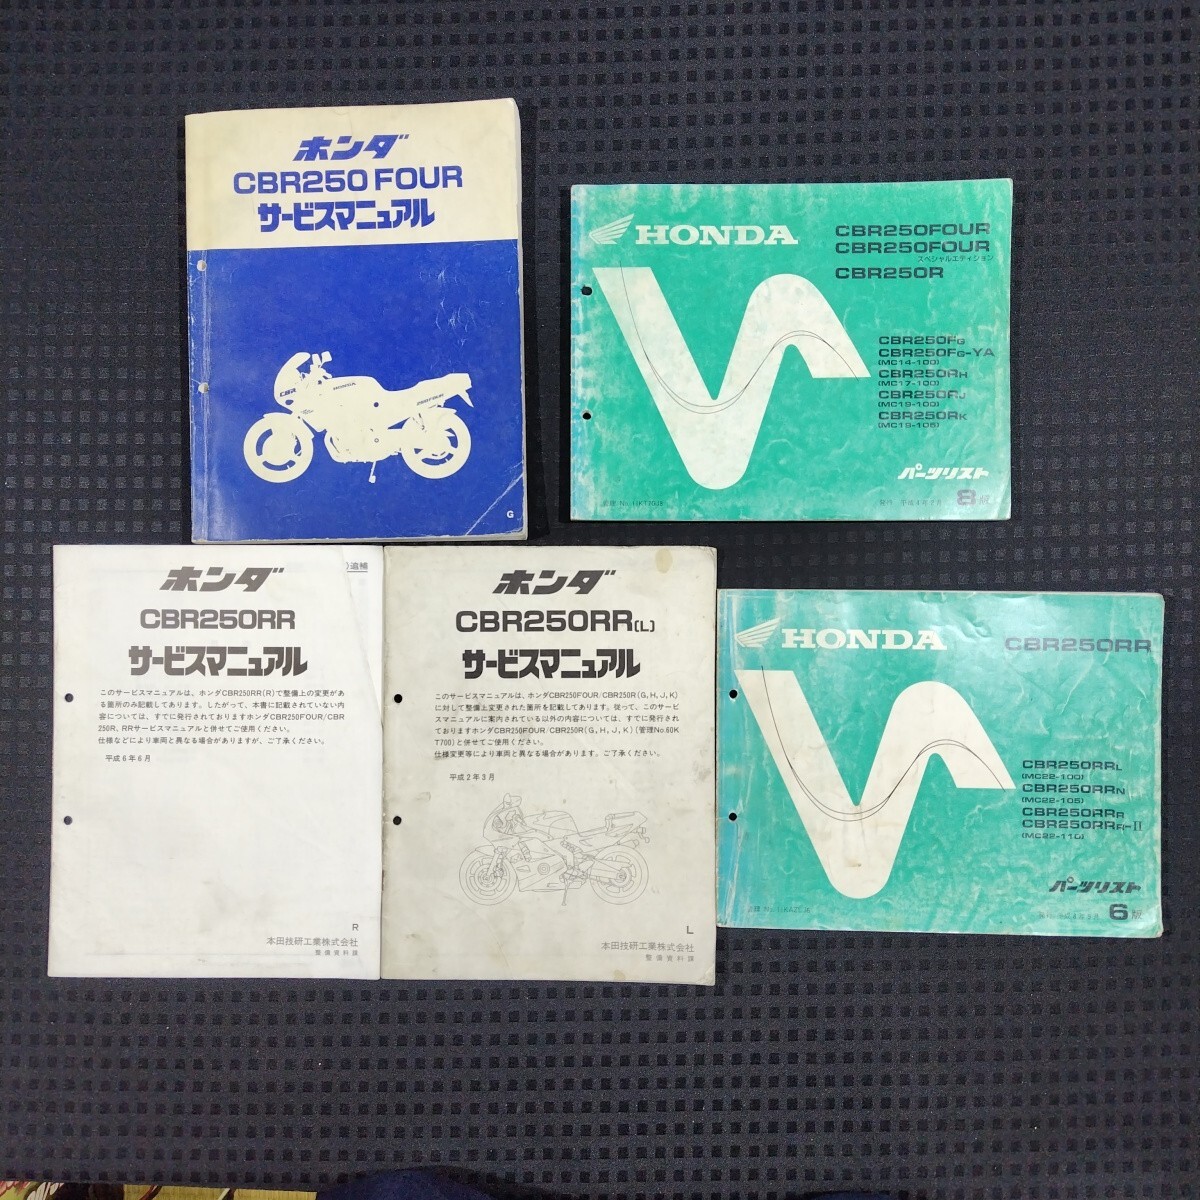 ホンダ
CBR250 FOUR
サービスマニュアル
CBR
HONDA
250FOUR
G
HONDA
CBR250FOUR
CBR250FOUR
スペシャルエディション
CBR250R
CBR250FG
CBR250FG-YA
(MC14-100)
CBR250RH
(MC17-100)
CBR250RJ
(MC19-100)
CBR250RK
(MC19-105)
パーツリスト
発行 平成4年
8版
)追補
ホンダ
CBR250RR
サービスマニュアル
このサービスマニュアルは、ホンダCBR250RR(R)で整備上の変更があ
る箇所のみ記載してあります。したがって、本書に記載されていない内
容については、すでに発行されておりますホンダCBR250FOUR/CBR
250R、RRサービスマニュアルと併せてご使用ください。
仕様などにより車両と異なる場合がありますが、ご了承ください。
平成6年6月
R
本田技研工業株式会社
整備資料課
ホンダ
CBR250RR(L)
サービスマニュアル
このサービスマニュアルは、ホンダCBR250FOUR/CBR250R(G, H, J, K)
に対して整備上変更された箇所を記載してあります。従って、このサービ
スマニュアルに案内されている以外の内容については、すでに発行され
ておりますホンダCBR250FOUR/CBR250R(G, H, J, K)(管理No.60K
T700)と併せてご使用ください。
仕様変更等により車両と異なる場合があります。ご了承ください。
平成2年3月
L
本田技研工業株式会社
整備資料課
HONDA
CBR250RR
CBR250RRL
(MC22-100)
CBR250RRN
(MC22-105)
CBR250RRR
CBR250RRR-II
(MC22-110)
パーツリスト
6版